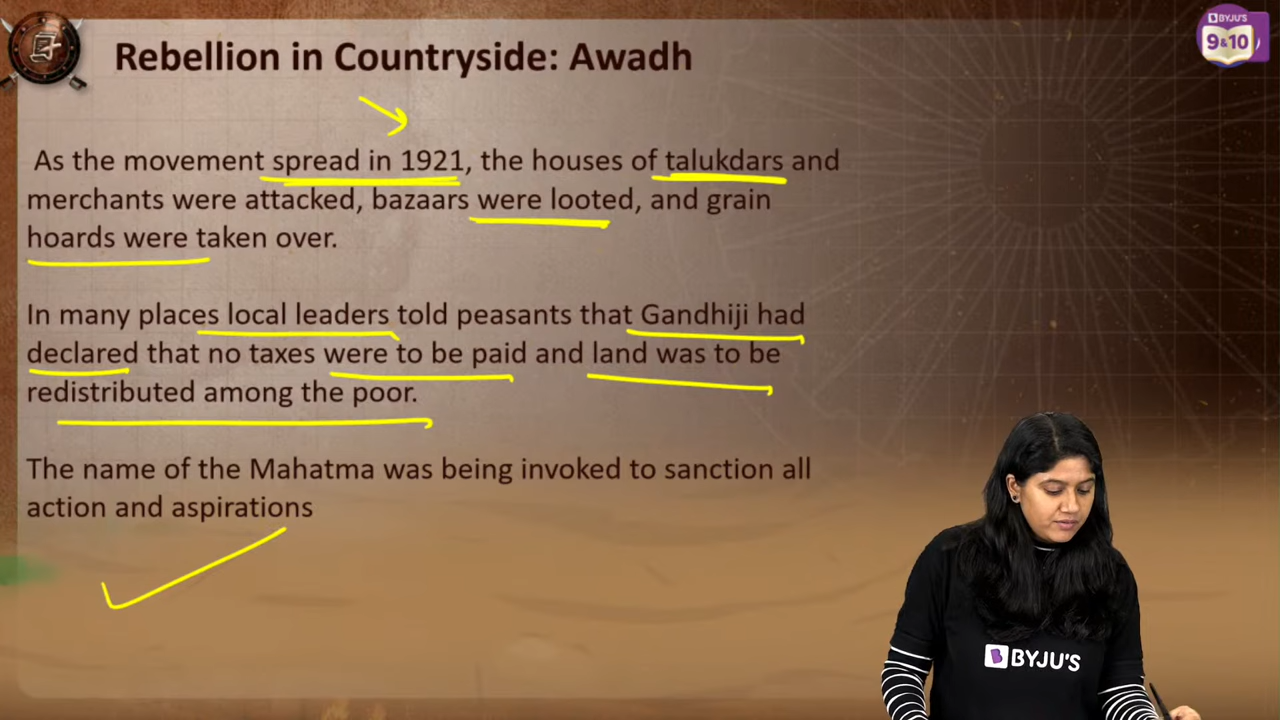 BYJU'S
9&10
Rebellion in Countryside: Awadh
As the movement spread in 1921, the houses of talukdars and
merchants were attacked, bazaars were looted, and grain
hoards were taken over.
In many places local leaders told peasants that Gandhiji had
declared that no taxes were to be paid and land was to be
redistributed among the poor.
The name of the Mahatma was being invoked to sanction all
action and aspirations
BYJU'S